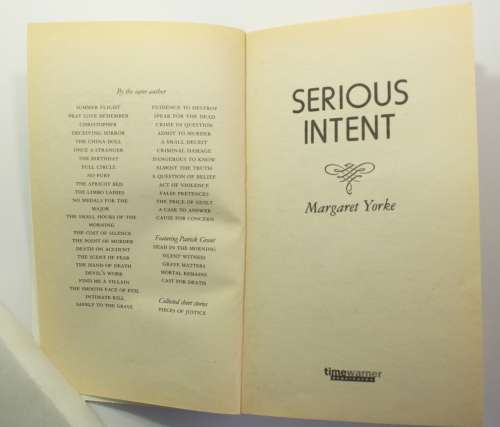 By the same author
SUMMER FLIGHT
PRAY LOVE REMEMBER
CHRISTOPHER
DECEIVING MIRROR
THE CHINA DOLL
ONCE A STRANGER
THE BIRTHDAY
FULL CIRCLE
NO FURY
THE APRICOT BED
THE LIMBO LADIES
NO MEDALS FOR THE
MAJOR
THE SMALL HOURS OF THE
MORNING
THE COST OF SILENCE
THE POINT OF MURDER
DEATH ON ACCOUNT
THE SCENT OF FEAR
THE HAND OF DEATH
DEVIL'S WORK
FIND ME A VILLAIN
THE SMOOTH FACE OF EVIL
INTIMATE KILL
SAFELY TO THE GRAVE
EVIDENCE TO DESTROY
SPEAK FOR THE DEAD
CRIME IN QUESTION
ADMIT TO MURDER
A SMALL DECEIT
CRIMINAL DAMAGE
DANGEROUS TO KNOW
ALMOST THE TRUTH
A QUESTION OF BELIEF
ACT OF VIOLENCE
FALSE PRETENCES
THE PRICE OF GUILT
A CASE TO ANSWER
CAUSE FOR CONCERN
Featuring Patrick Grant
DEAD IN THE MORNING
SILENT WITNESS
GRAVE MATTERS
MORTAL REMAINS
CAST FOR DEATH
Collected short stories
PIECES OF JUSTICE
SERIOUS
INTENT
Margaret Yorke
timewarner
paperbacks